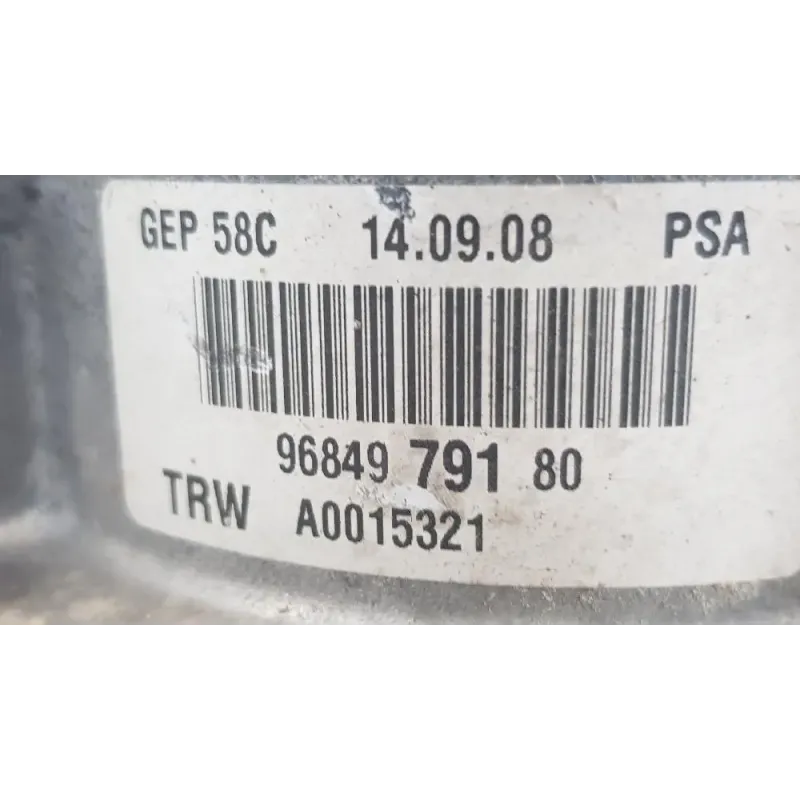 GEP 58C 14.09.08 PSA
96849 791 80
TRW A0015321